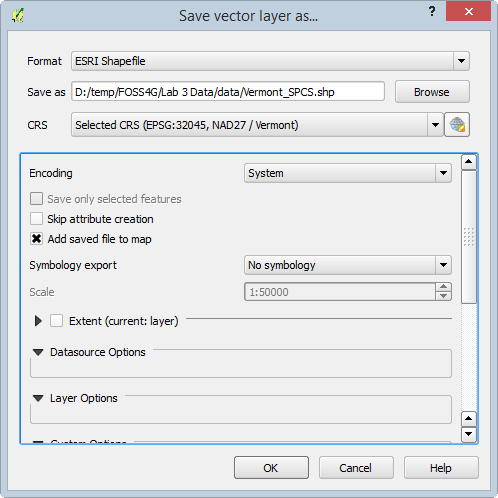 Save vector layer as...
?
Format ESRI Shapefile
Save as D:/temp/FOSS4G/Lab 3 Data/data/Vermont_SPCS.shp Browse
CRS Selected CRS (EPSG:32045, NAD27 / Vermont)
Encoding System
Save only selected features
Skip attribute creation
Add saved file to map
Symbology export No symbology
Scale 1:50000
Extent (current: layer)
Datasource Options
Layer Options
Custom Options
OK Cancel Help